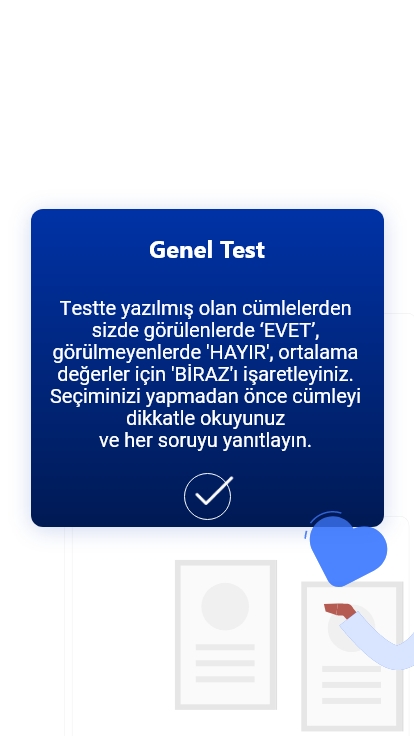 Genel Test
Testte yazılmış olan cümlelerden
sizde görülenlerde ‘EVET’,
görülmeyenlerde 'HAYIR', ortalama
değerler için 'BİRAZ'ı işaretleyiniz.
Seçiminizi yapmadan önce cümleyi
dikkatle okuyunuz
ve her soruyu yanıtlayın.